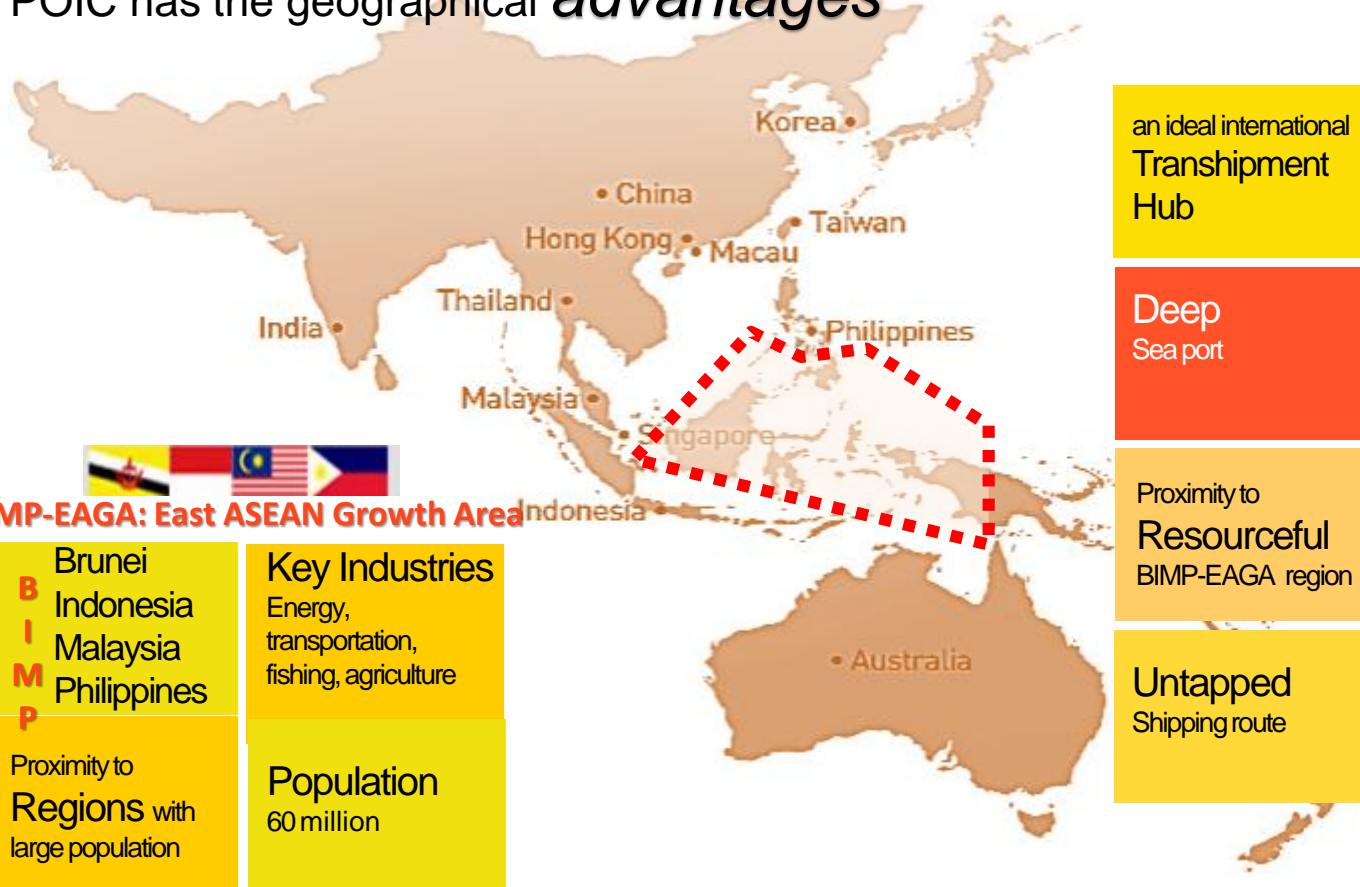 POIC has the geographical advantages
Korea
China
Taiwan
Hong Kong
Macau
Thailand
India
Philippines
Malaysia
Singapore
Indonesia
Australia
an ideal international
Transhipment
Hub
Deep
Sea port
Proximity to
Resourceful
BIMP-EAGA region
Untapped
Shipping route
MP-EAGA: East ASEAN Growth Area
B
I
M
P
Brunei
Indonesia
Malaysia
Philippines
Key Industries
Energy,
transportation,
fishing, agriculture
Proximity to
Regions with
large population
Population
60 million